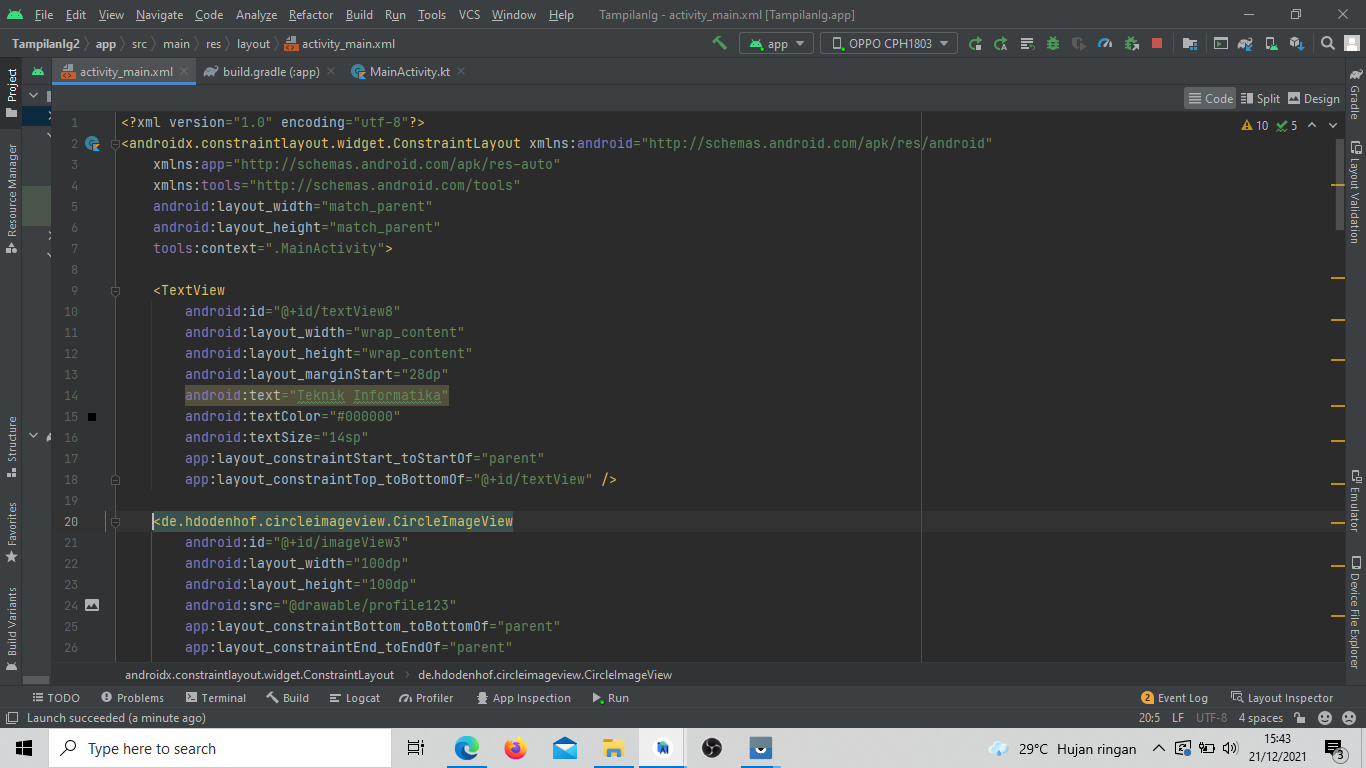 File Edit View Navigate Code Analyze Refactor Build Run Tools VCS Window Help TampilanIg - activity_main.xml [TampilanIg.app]
TampilanIg2 app src main res layout activity_main.xml app OPPO CPH1803
activity_main.xml build.gradle (:app) MainActivity.kt
Code Split Design
10 5
1 <?xml version="1.0" encoding="utf-8"?>
2 <androidx.constraintlayout.widget.ConstraintLayout xmlns:android="http://schemas.android.com/apk/res/android"
3 xmlns:app="http://schemas.android.com/apk/res-auto"
4 xmlns:tools="http://schemas.android.com/tools"
5 android:layout_width="match_parent"
6 android:layout_height="match_parent"
7 tools:context=".MainActivity">
8
9 <TextView
10 android:id="@+id/textView8"
11 android:layout_width="wrap_content"
12 android:layout_height="wrap_content"
13 android:layout_marginStart="28dp"
14 android:text="Teknik Informatika"
15 android:textColor="#000000"
16 android:textSize="14sp"
17 app:layout_constraintStart_toStartOf="parent"
18 app:layout_constraintTop_toBottomOf="@+id/textView" />
19
20 <de.hdodenhof.circleimageview.CircleImageView
21 android:id="@+id/imageView3"
22 android:layout_width="100dp"
23 android:layout_height="100dp"
24 android:src="@drawable/profile123"
25 app:layout_constraintBottom_toBottomOf="parent"
26 app:layout_constraintEnd_toEndOf="parent"
Project
Resource Manager
Structure
Favorites
Build Variants
Gradle
Layout Validation
Emulator
Device File Explorer
androidx.constraintlayout.widget.ConstraintLayout de.hdodenhof.circleimageview.CircleImageView
TODO Problems Terminal Build Logcat Profiler App Inspection Run 2 Event Log Layout Inspector
Launch succeeded (a minute ago) 20:5 LF UTF-8 4 spaces
Type here to search 29°C Hujan ringan 15:43
21/12/2021 3